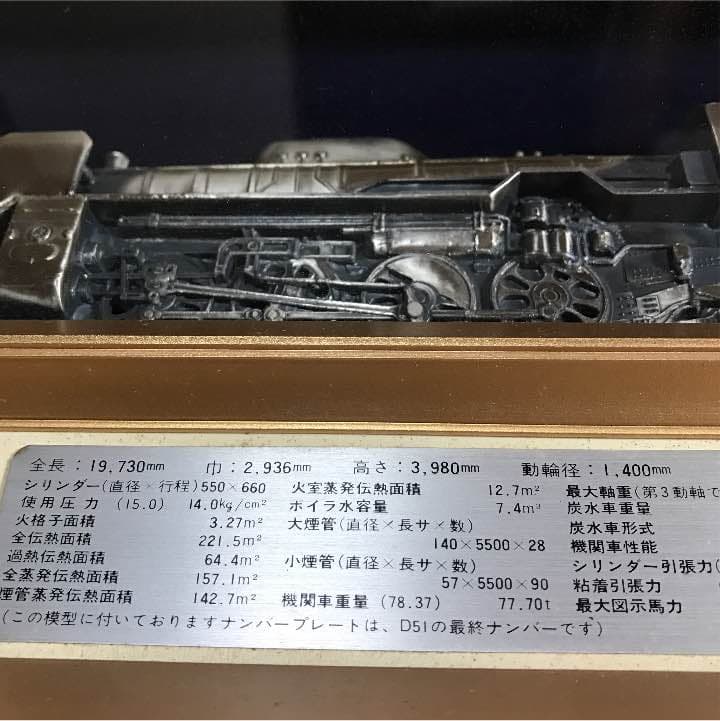 全長：19,730mm 巾：2,936mm 高さ：3,980mm 動輪径：1,400mm
シリンダー（直径×行程）550×660 火室蒸発伝熱面積 12.7m² 最大軸重（第3動軸で
使用圧力（15.0） 14.0kg/cm² ボイラ水容量 7.4m³ 炭水車重量
火格子面積 3.27m² 大煙管（直径×長サ×数） 炭水車形式
全伝熱面積 221.5m² 140×5500×28 機関車性能
過熱伝熱面積 64.4m² 小煙管（直径×長サ×数） シリンダー引張力（
全蒸発伝熱面積 157.1m² 57×5500×90 粘着引張力
煙管蒸発伝熱面積 142.7m² 機関車重量（78.37） 77.70t 最大図示馬力
（この模型に付いておりますナンバープレートは、D51の最終ナンバーです）